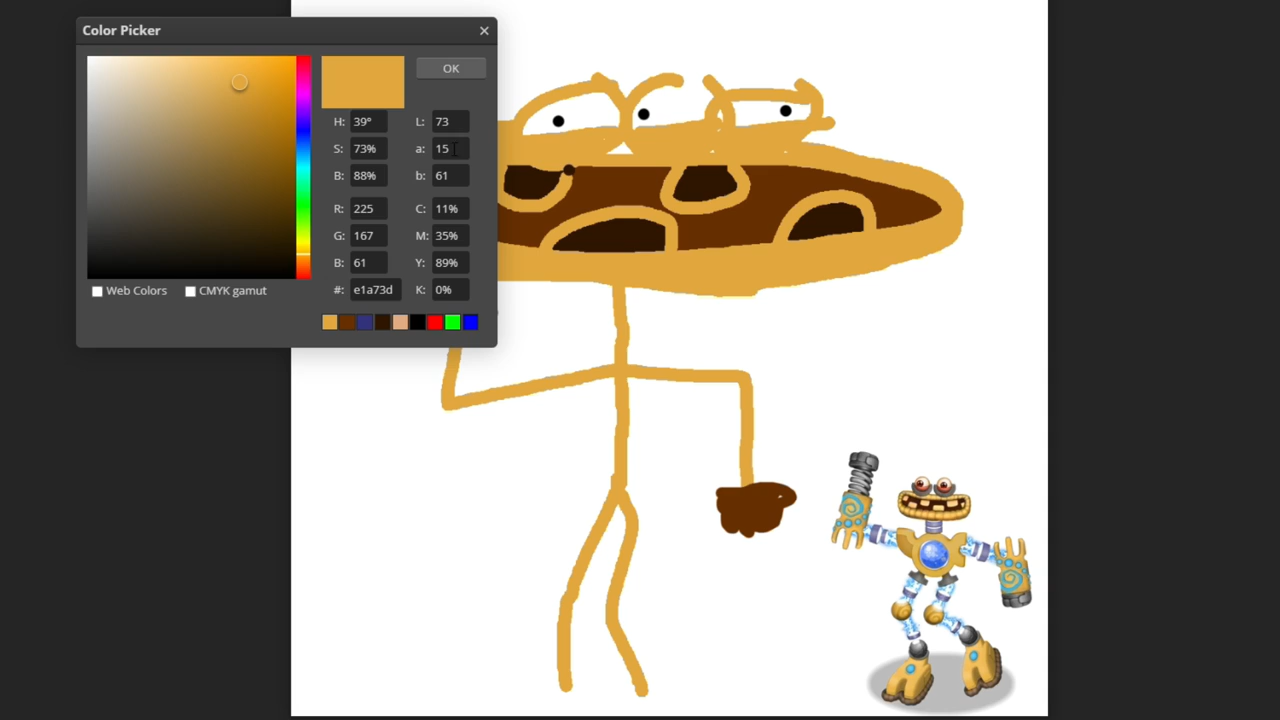 Color Picker
OK
H: 39° L: 73
S: 73% a: 15
B: 88% b: 61
R: 225 C: 11%
G: 167 M: 35%
B: 61 Y: 89%
#: e1a73d K: 0%
Web Colors CMYK gamut